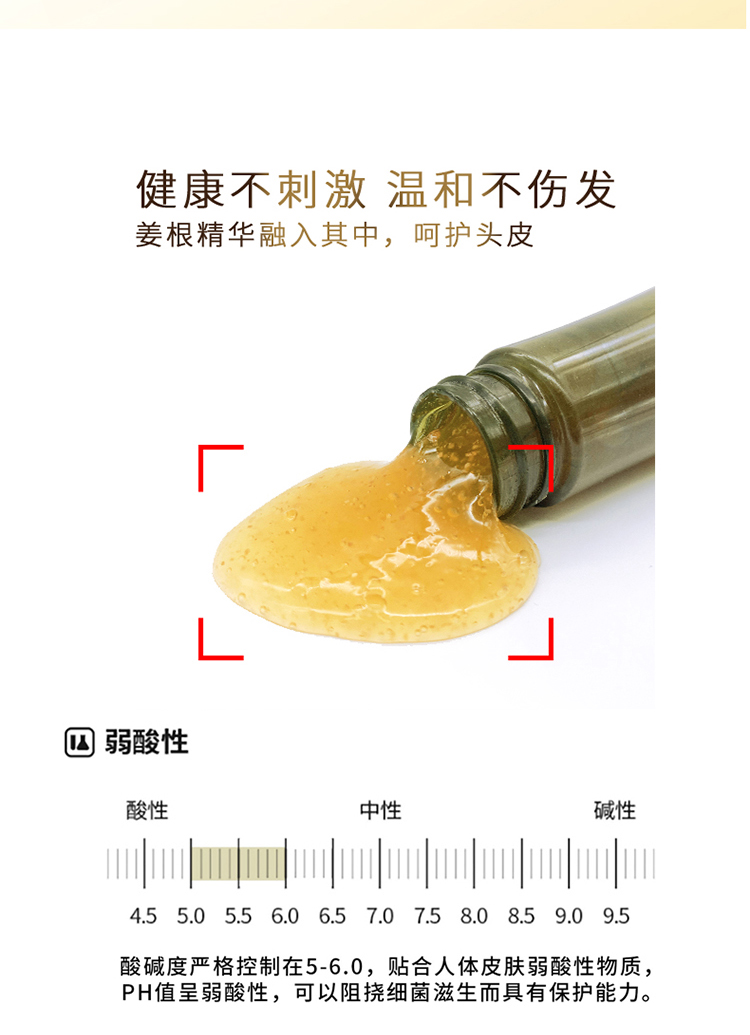 健康不刺激 温和不伤发
姜根精华融入其中，呵护头皮
弱酸性
酸性 中性 碱性
4.5 5.0 5.5 6.0 6.5 7.0 7.5 8.0 8.5 9.0 9.5
酸碱度严格控制在5-6.0，贴合人体皮肤弱酸性物质，
PH值呈弱酸性，可以阻挠细菌滋生而具有保护能力。